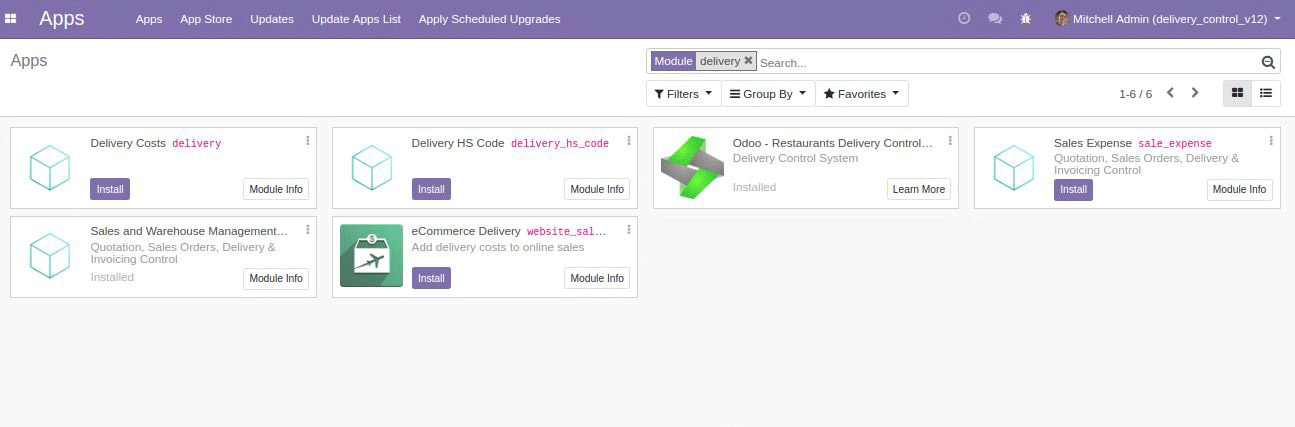 Apps Apps App Store Updates Update Apps List Apply Scheduled Upgrades Mitchell Admin (delivery_control_v12)
Apps Module delivery Search...
Filters Group By Favorites 1-6 / 6
Delivery Costs delivery
Install Module Info
Delivery HS Code delivery_hs_code
Install Module Info
Odoo - Restaurants Delivery Control...
Delivery Control System
Installed Learn More
Sales Expense sale_expense
Quotation, Sales Orders, Delivery &
Invoicing Control
Install Module Info
Sales and Warehouse Management...
Quotation, Sales Orders, Delivery &
Invoicing Control
Installed Module Info
$
eCommerce Delivery website_sal...
Add delivery costs to online sales
Install Module Info